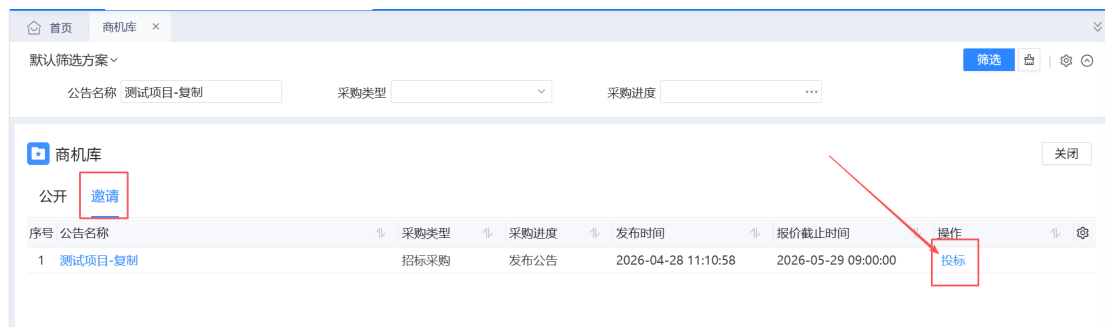 首页 商机库 ×
默认筛选方案 筛选
公告名称 测试项目-复制 采购类型 采购进度 ...
商机库 关闭
公开 邀请
序号 公告名称 采购类型 采购进度 发布时间 报价截止时间 操作
1 测试项目-复制 招标采购 发布公告 2026-04-28 11:10:58 2026-05-29 09:00:00 投标